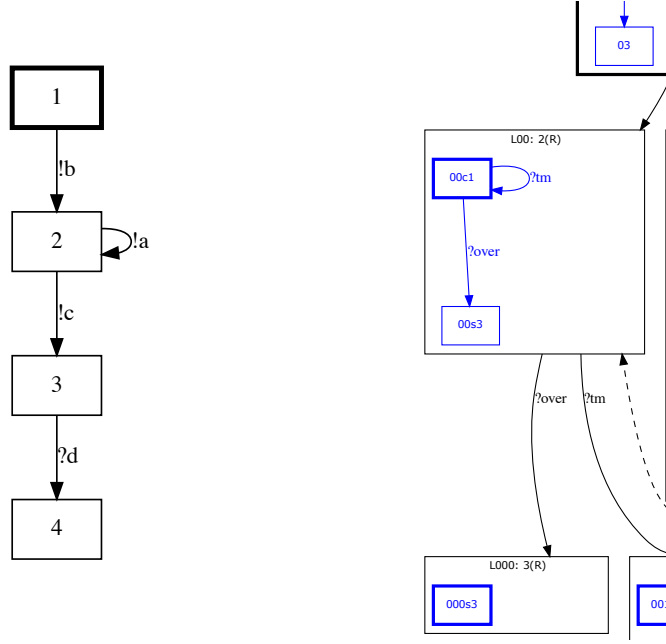 1
!b
2
!a
!c
3
?d
4
03
L00: 2(R)
00c1
?tm
?over
00s3
?over
?tm
L000: 3(R)
000s3